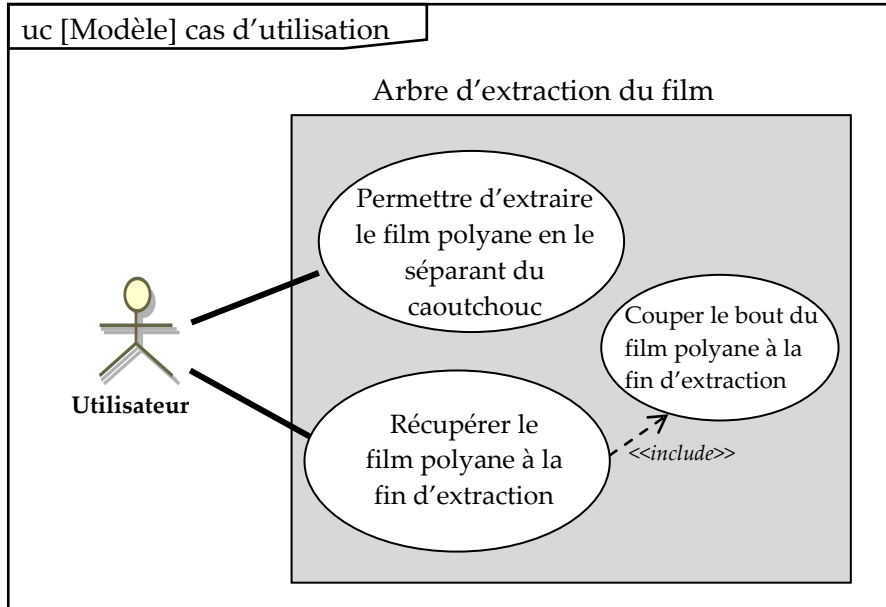 uc [Modèle] cas d'utilisation
Arbre d'extraction du film
Permettre d'extraire
le film polyane en le
séparant du
caoutchouc
Couper le bout du
film polyane à la
fin d'extraction
Utilisateur
Récupérer le
film polyane à la
fin d'extraction
<<include>>